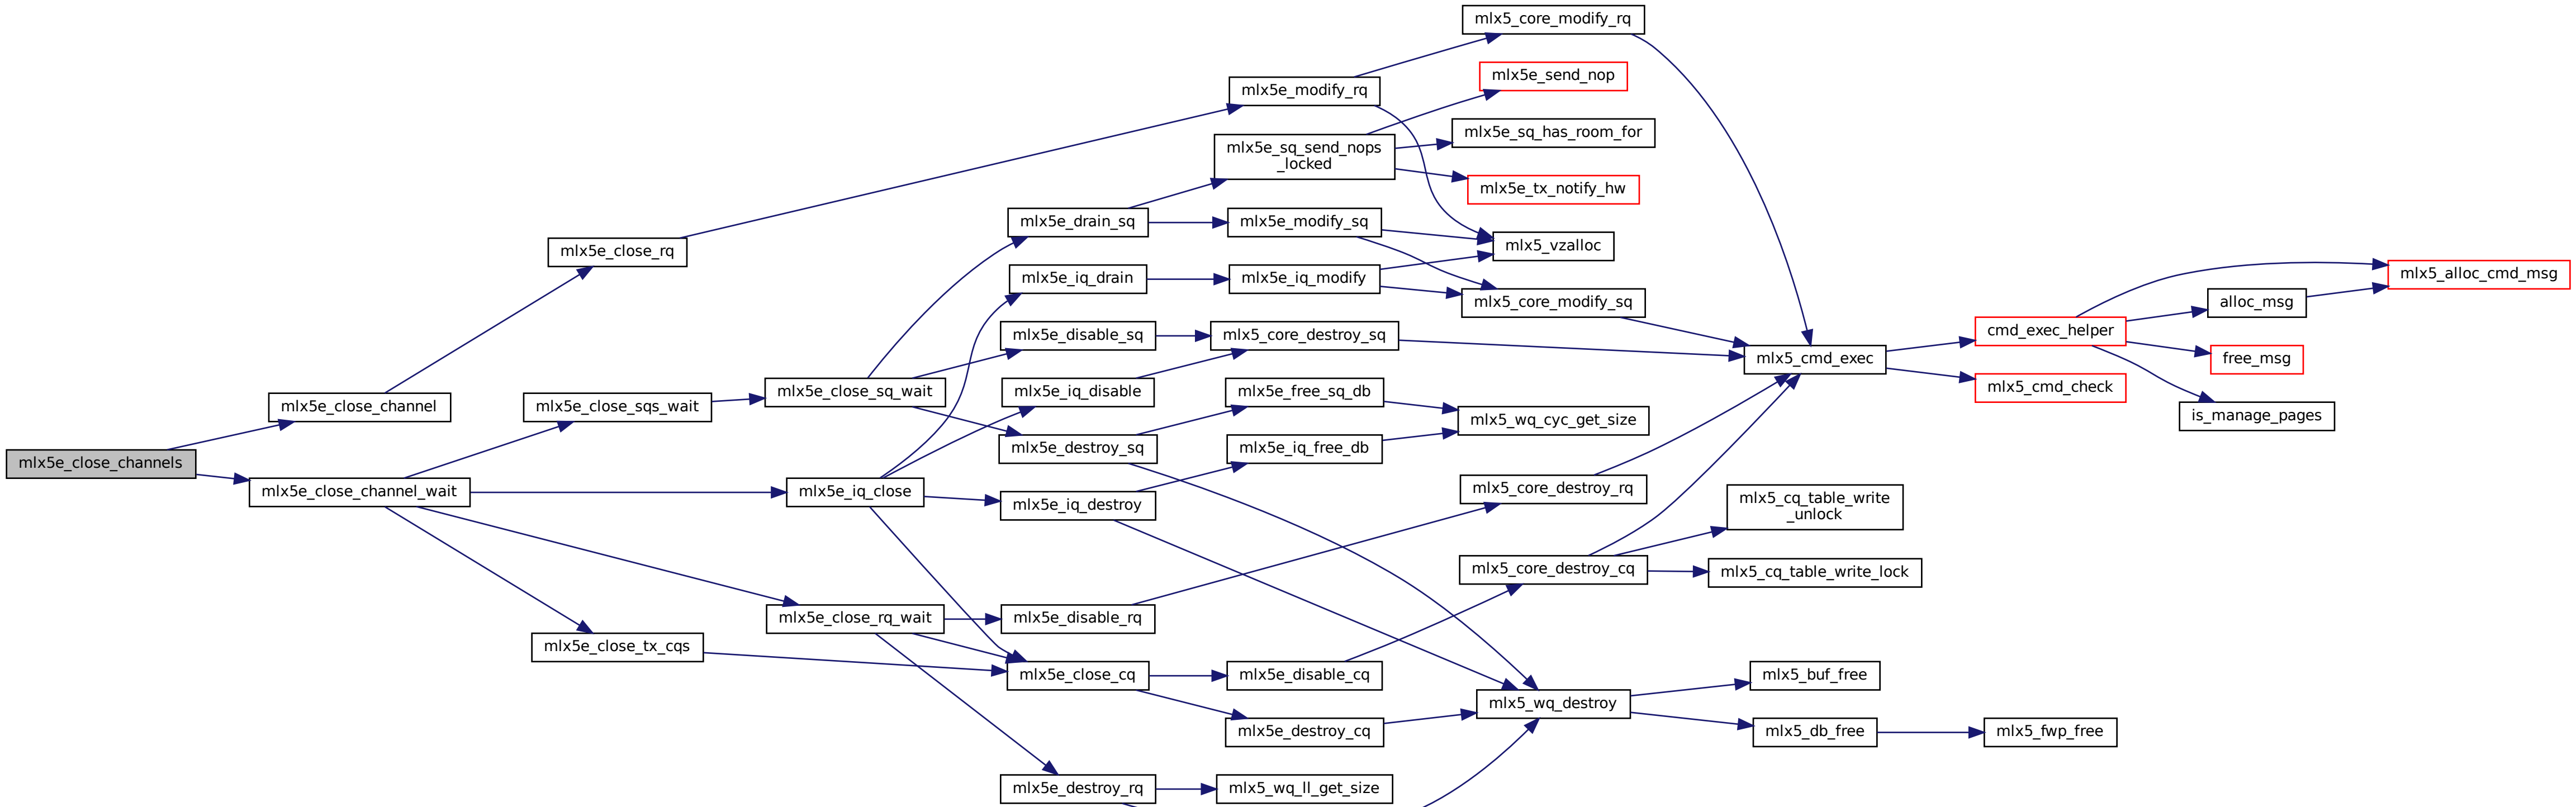 mlx5_core_modify_rq
mlx5e_send_nop
mlx5e_modify_rq
mlx5e_sq_has_room_for
mlx5e_sq_send_nops
_locked
mlx5e_tx_notify_hw
mlx5e_drain_sq
mlx5e_modify_sq
mlx5_vzalloc
mlx5e_close_rq
mlx5e_iq_drain
mlx5e_iq_modify
mlx5_alloc_cmd_msg
mlx5_core_modify_sq
alloc_msg
mlx5e_disable_sq
mlx5_core_destroy_sq
cmd_exec_helper
mlx5_cmd_exec
free_msg
mlx5e_close_sq_wait
mlx5e_iq_disable
mlx5e_free_sq_db
mlx5_cmd_check
mlx5e_close_channel
mlx5e_close_sqs_wait
mlx5_wq_cyc_get_size
is_manage_pages
mlx5e_destroy_sq
mlx5e_iq_free_db
mlx5e_close_channels
mlx5e_close_channel_wait
mlx5e_iq_close
mlx5e_iq_destroy
mlx5_core_destroy_rq
mlx5_cq_table_write
_unlock
mlx5_core_destroy_cq
mlx5_cq_table_write_lock
mlx5e_close_rq_wait
mlx5e_disable_rq
mlx5e_close_tx_cqs
mlx5e_close_cq
mlx5e_disable_cq
mlx5_buf_free
mlx5_wq_destroy
mlx5e_destroy_cq
mlx5_db_free
mlx5_fwp_free
mlx5e_destroy_rq
mlx5_wq_ll_get_size